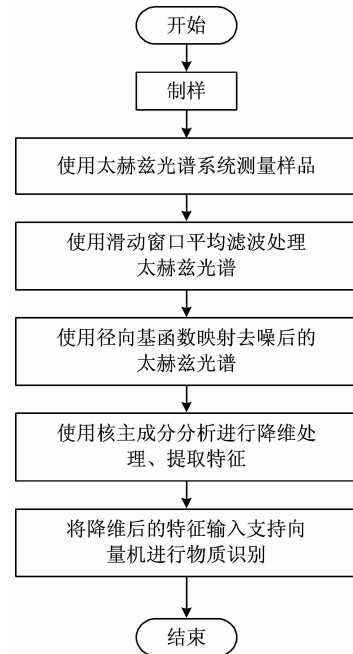 开始
制样
使用太赫兹光谱系统测量样品
使用滑动窗口平均滤波处理
太赫兹光谱
使用径向基函数映射去噪后的
太赫兹光谱
使用核主成分分析进行降维处
理、提取特征
将降维后的特征输入支持向
量机进行物质识别
结束